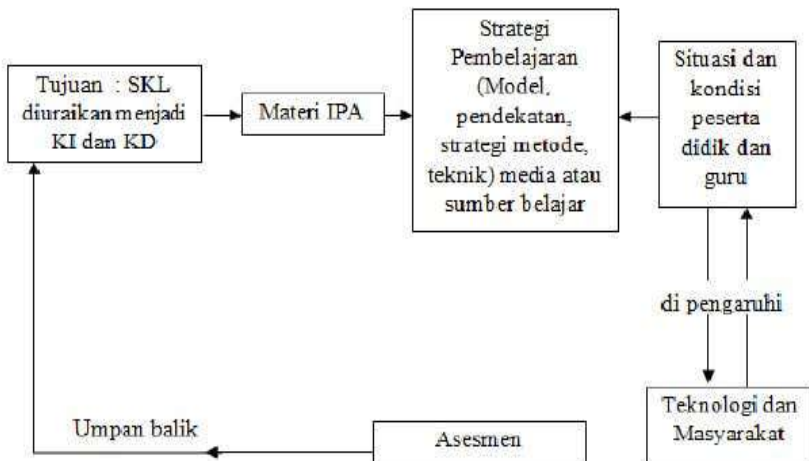 Tujuan : SKL
diuraikan menjadi
KI dan KD
Materi IPA
Strategi
Pembelajaran
(Model,
pendekatan,
strategi metode,
teknik) media atau
sumber belajar
Situasi dan
kondisi
peserta
didik dan
guru
di pengaruhi
Teknologi dan
Masyarakat
Asesmen
Umpan balik